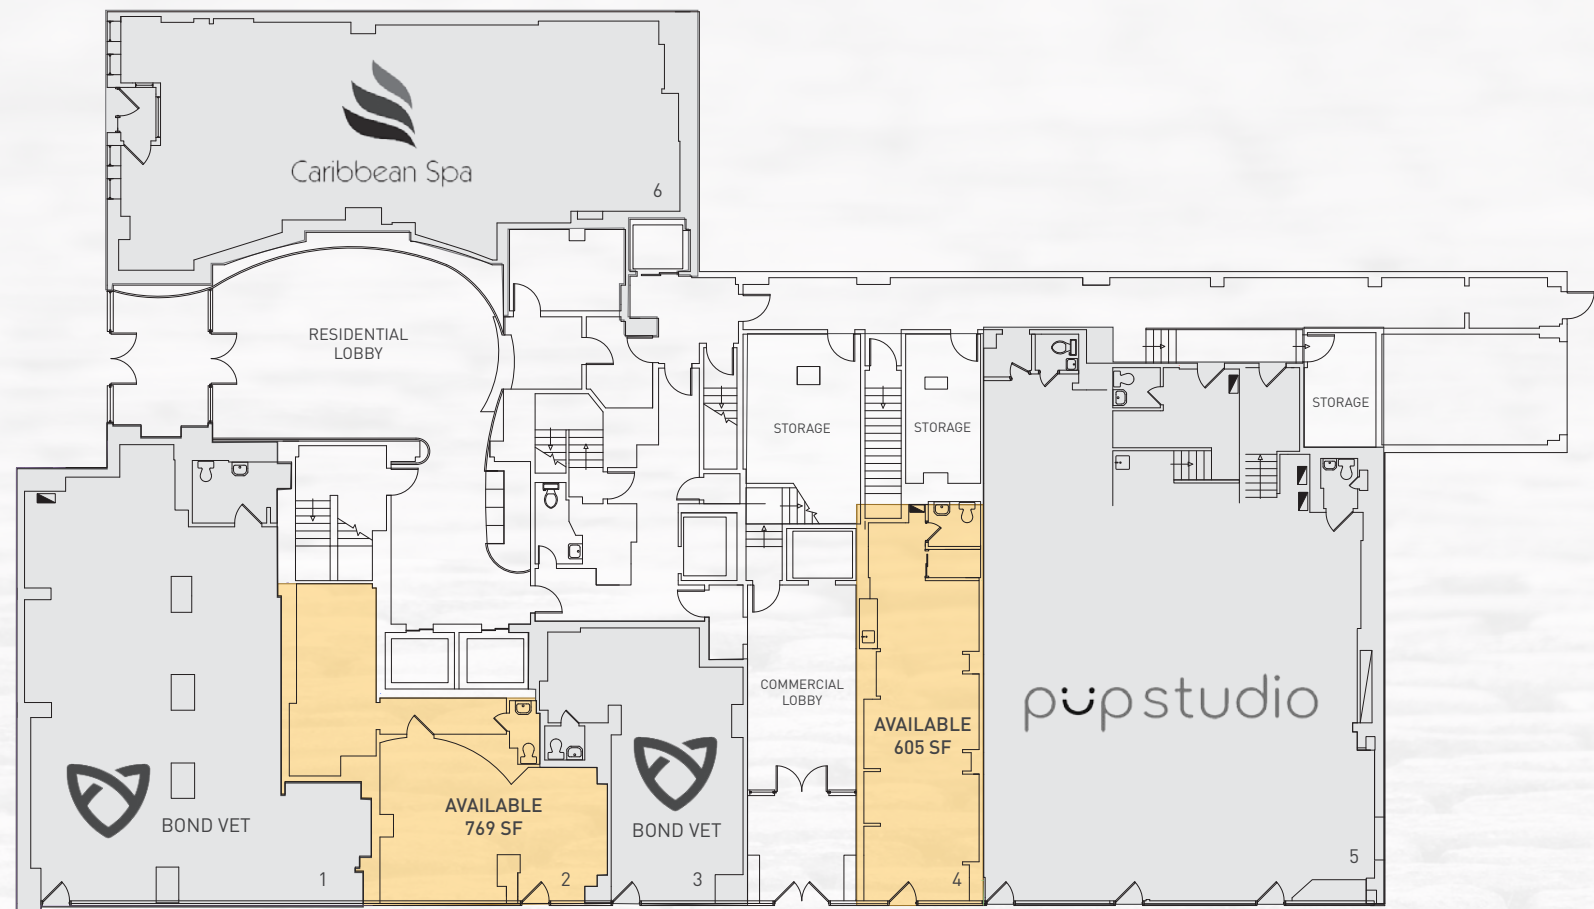 Caribbean Spa
6
RESIDENTIAL
LOBBY
STORAGE
STORAGE
STORAGE
COMMERCIAL
LOBBY
AVAILABLE
605 SF
pupstudio
BOND VET
AVAILABLE
769 SF
BOND VET
1
2
3
4
5